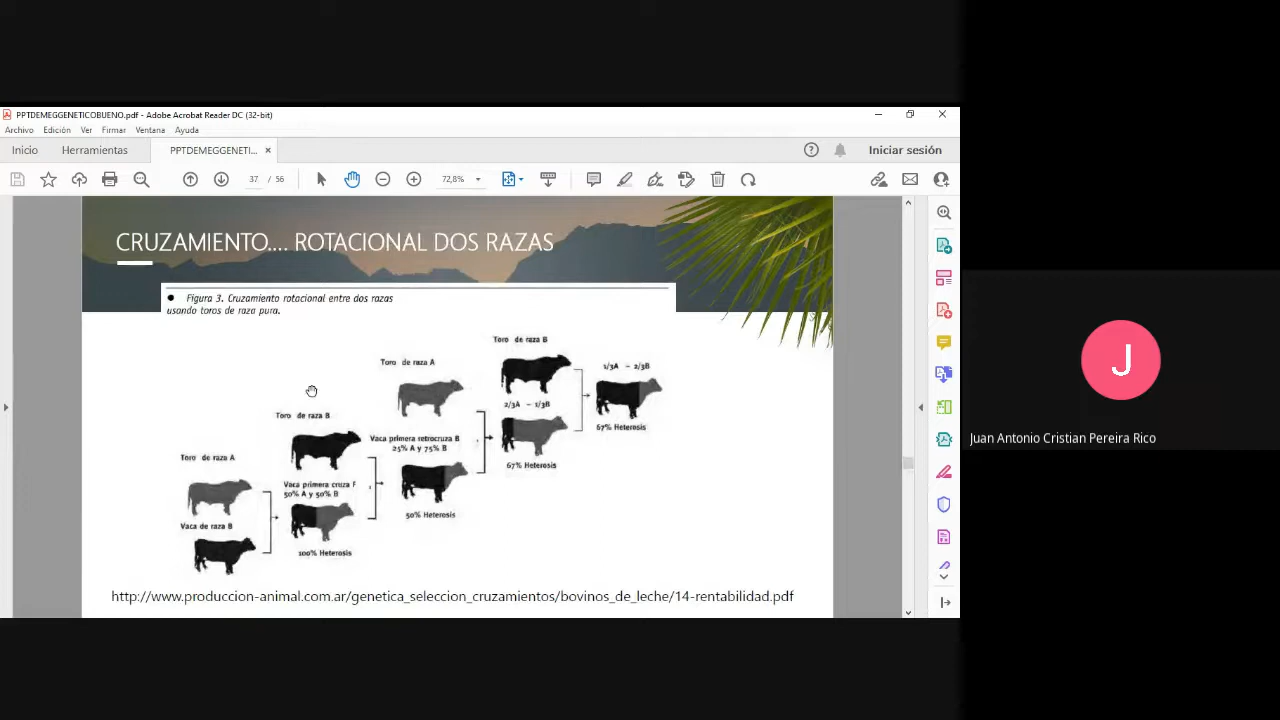 PPTDEMEGGENETICOBUENO.pdf - Adobe Acrobat Reader DC (32-bit)
Archivo Edición Ver Firmar Ventana Ayuda
Inicio Herramientas PPTDEMEGGENETI... × Iniciar sesión
37 / 56 72,8%
CRUZAMIENTO.... ROTACIONAL DOS RAZAS
Figura 3. Cruzamiento rotacional entre dos razas
usando toros de raza pura.
Toro de raza B
Toro de raza A
1/3A - 2/3B
2/3A - 1/3B
Toro de raza B
67% Heterosis
Vaca primera retrocruza B
25% A y 75% B
Toro de raza A
67% Heterosis
Vaca primera cruza F
50% A y 50% B
50% Heterosis
Vaca de raza B
100% Heterosis
http://www.produccion-animal.com.ar/genetica_seleccion_cruzamientos/bovinos_de_leche/14-rentabilidad.pdf
J
Juan Antonio Cristian Pereira Rico